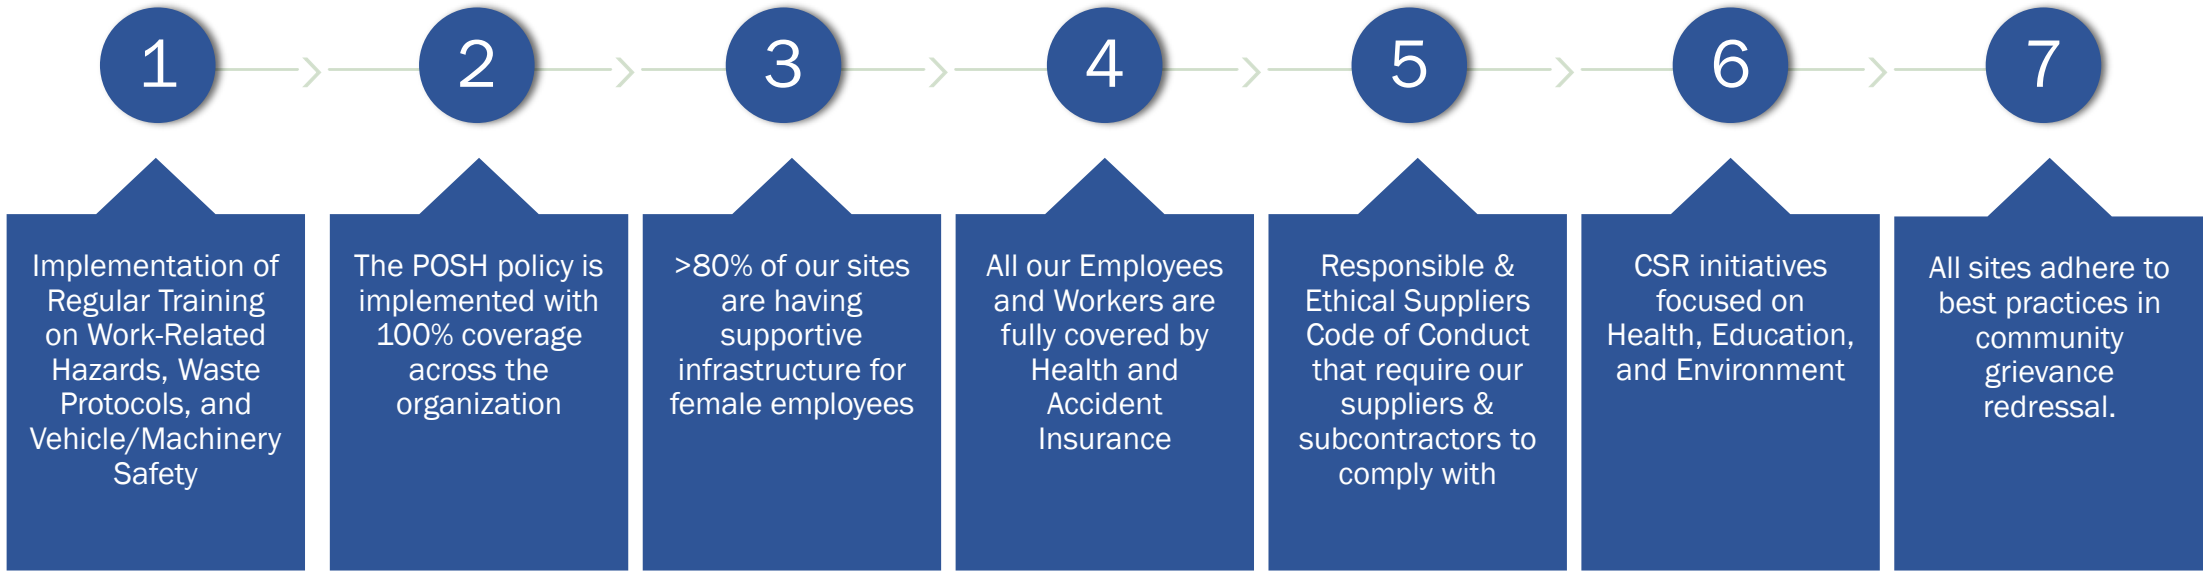 1
2
3
4
5
6
7
Implementation of
Regular Training
on Work-Related
Hazards, Waste
Protocols, and
Vehicle/Machinery
Safety
The POSH policy is
implemented with
100% coverage
across the
organization
>80% of our sites
are having
supportive
infrastructure for
female employees
All our Employees
and Workers are
fully covered by
Health and
Accident
Insurance
Responsible &
Ethical Suppliers
Code of Conduct
that require our
suppliers &
subcontractors to
comply with
CSR initiatives
focused on
Health, Education,
and Environment
All sites adhere to
best practices in
community
grievance
redressal.